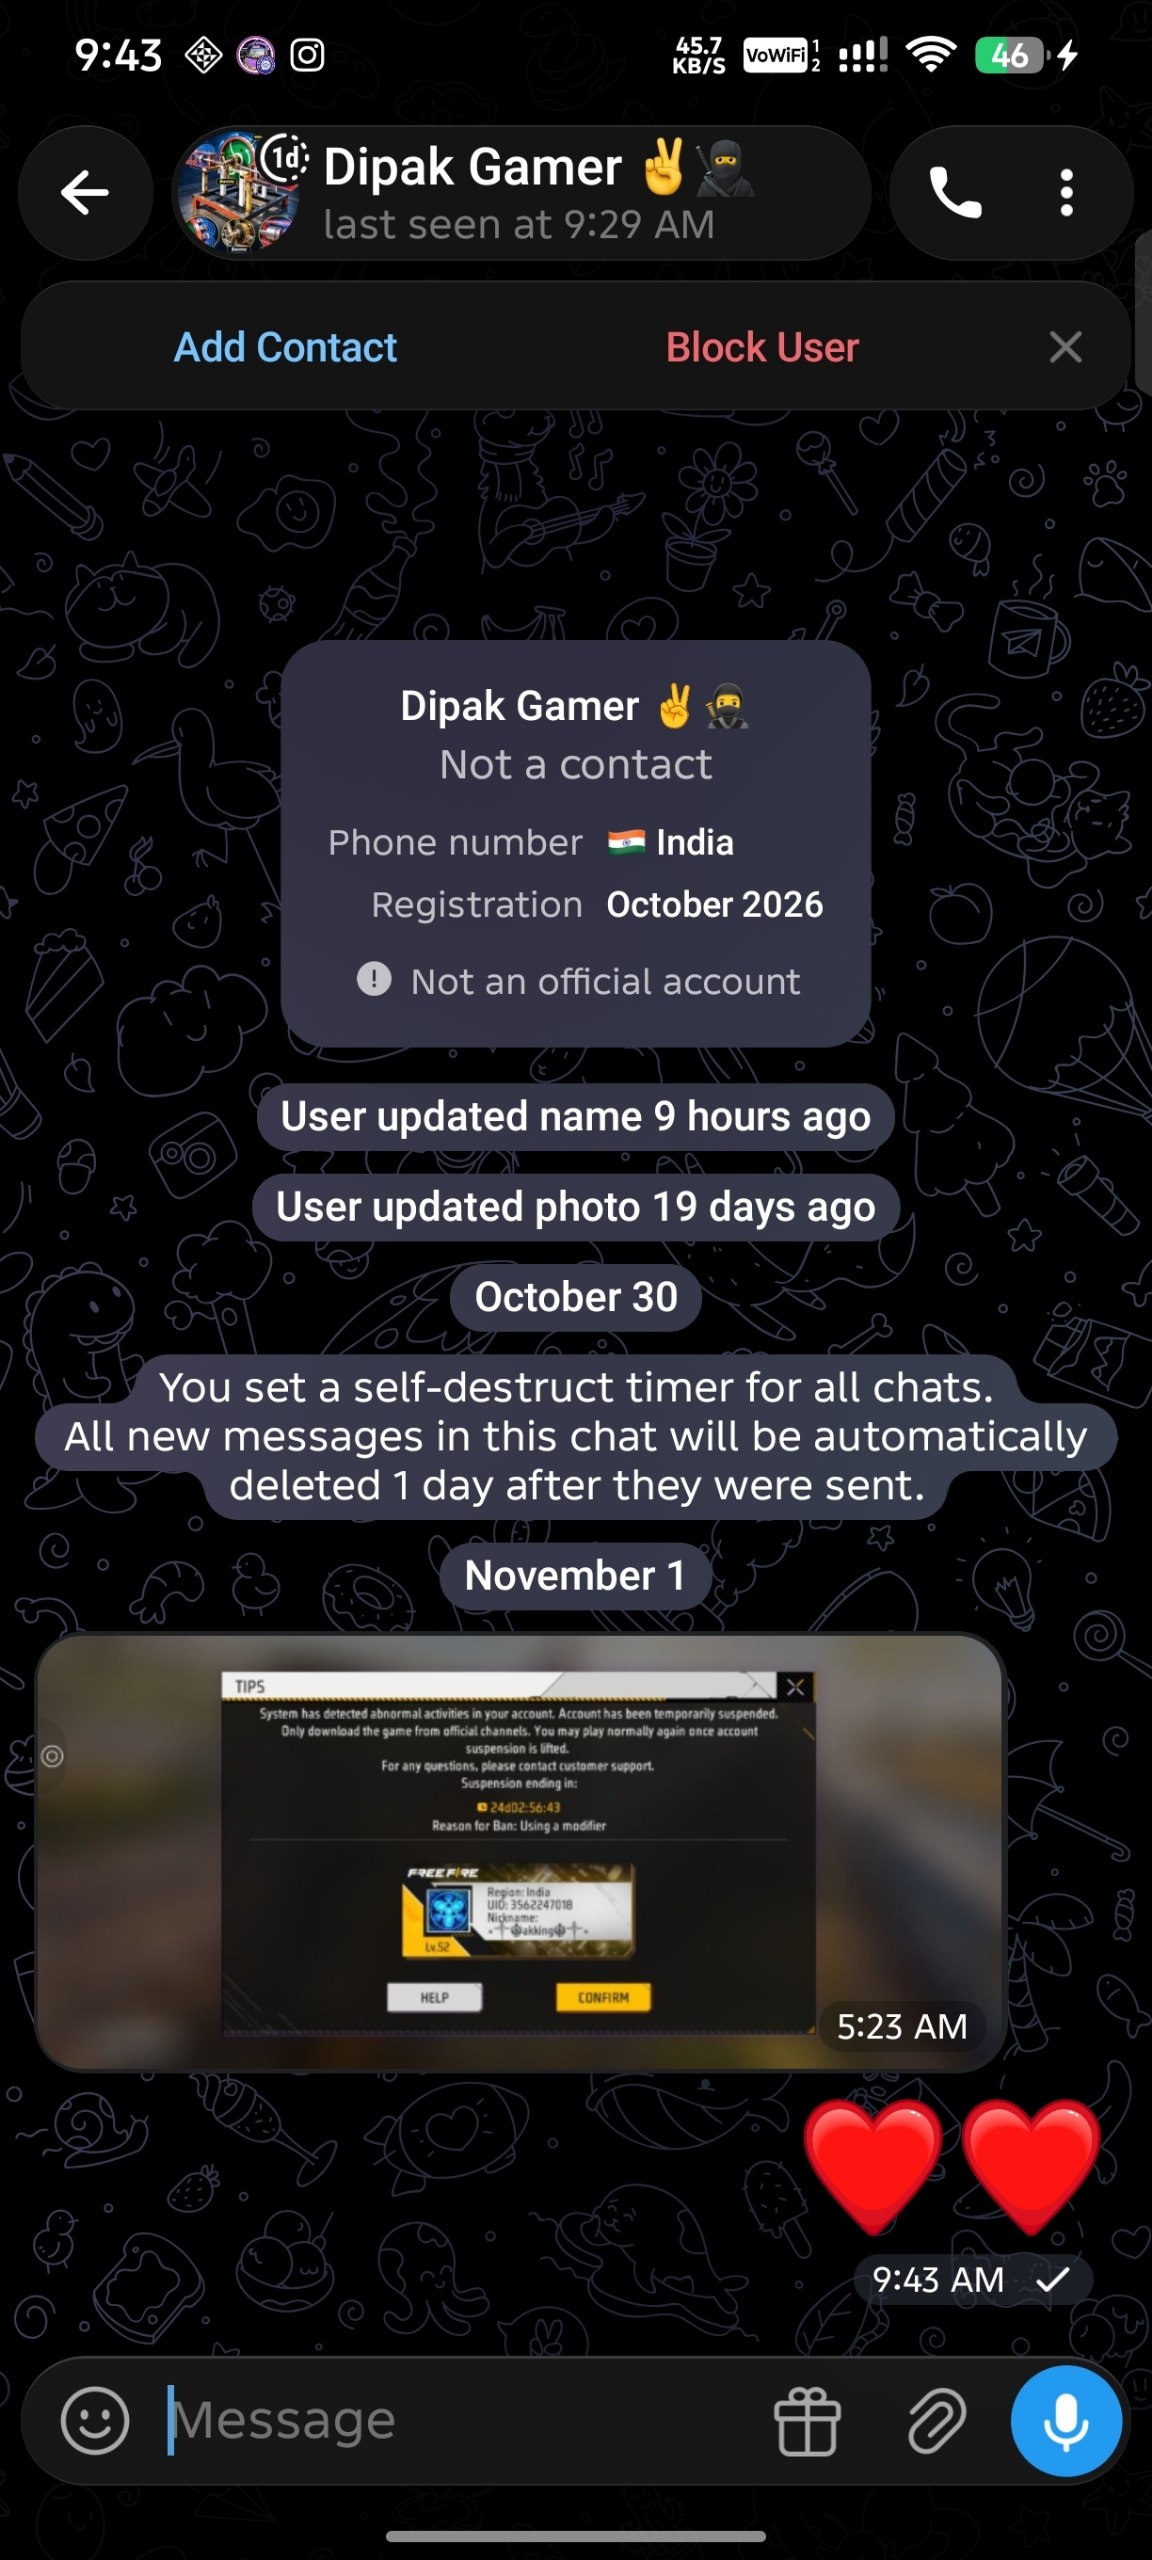 9:43
45.7
KB/S
VoWiFi
1
2
46
1d
Dipak Gamer ✌️🥷
last seen at 9:29 AM
Add Contact
Block User
Dipak Gamer ✌️🥷
Not a contact
Phone number 🇮🇳 India
Registration October 2026
Not an official account
User updated name 9 hours ago
User updated photo 19 days ago
October 30
You set a self-destruct timer for all chats.
All new messages in this chat will be automatically
deleted 1 day after they were sent.
November 1
TIPS
System has detected abnormal activities in your account. Account has been temporarily suspended.
Only download the game from official channels. You may play normally again once account
suspension is lifted.
For any questions, please contact customer support.
Suspension ending in:
24d02:56:43
Reason for Ban: Using a modifier
FREE FIRE
Region: India
UID: 3562247018
Nickname:
akking
Lv.52
HELP
CONFIRM
5:23 AM
❤️❤️
9:43 AM
Message